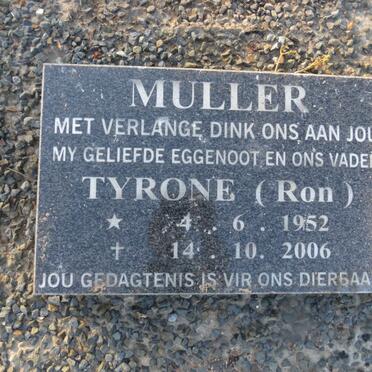 MULLER
MET VERLANGE DINK ONS AAN JOU
MY GELIEFDE EGGENOOT EN ONS VADER
TYRONE ( Ron )
★ 4 . 6 . 1952
✝ 14 . 10 . 2006
JOU GEDAGTENIS IS VIR ONS DIERBAA